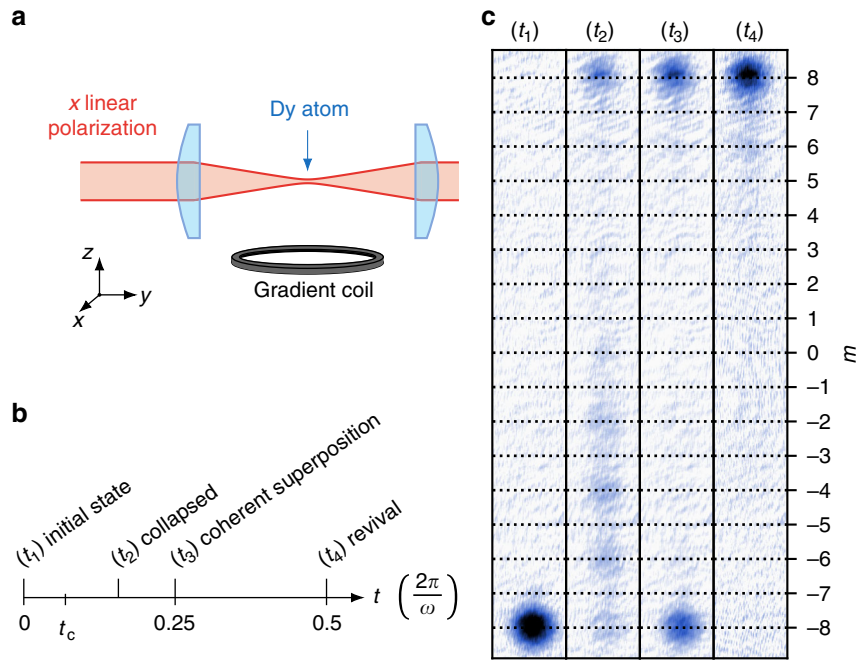 a
x linear
polarization
Dy atom
z
y
x
Gradient coil
b
(t1) initial state
(t2) collapsed
(t3) coherent superposition
(t4) revival
0
tc
0.25
0.5
t (2π/ω)
c
(t1) (t2) (t3) (t4)
8
7
6
5
4
3
2
1
0
−1
−2
−3
−4
−5
−6
−7
−8
m